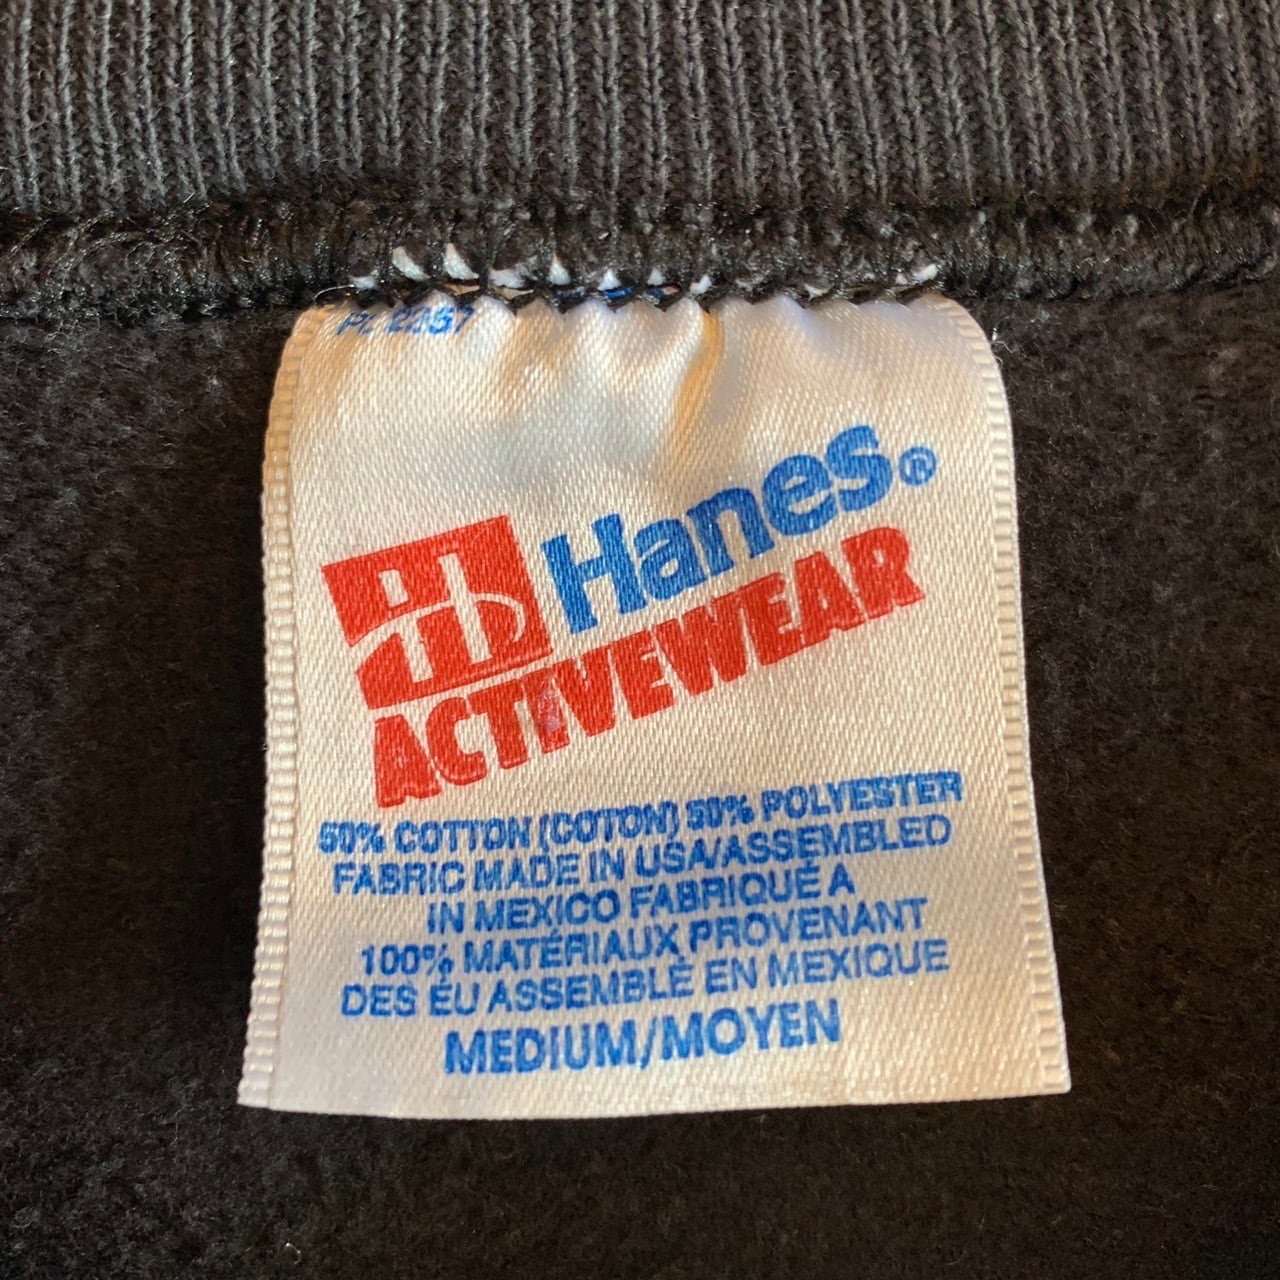 Hanes®
ACTIVEWEAR
50% COTTON (COTON) 50% POLYESTER
FABRIC MADE IN USA/ASSEMBLED
IN MEXICO FABRIQUÉ A
100% MATÉRIAUX PROVENANT
DES ÉU ASSEMBLÉ EN MEXIQUE
MEDIUM/MOYEN